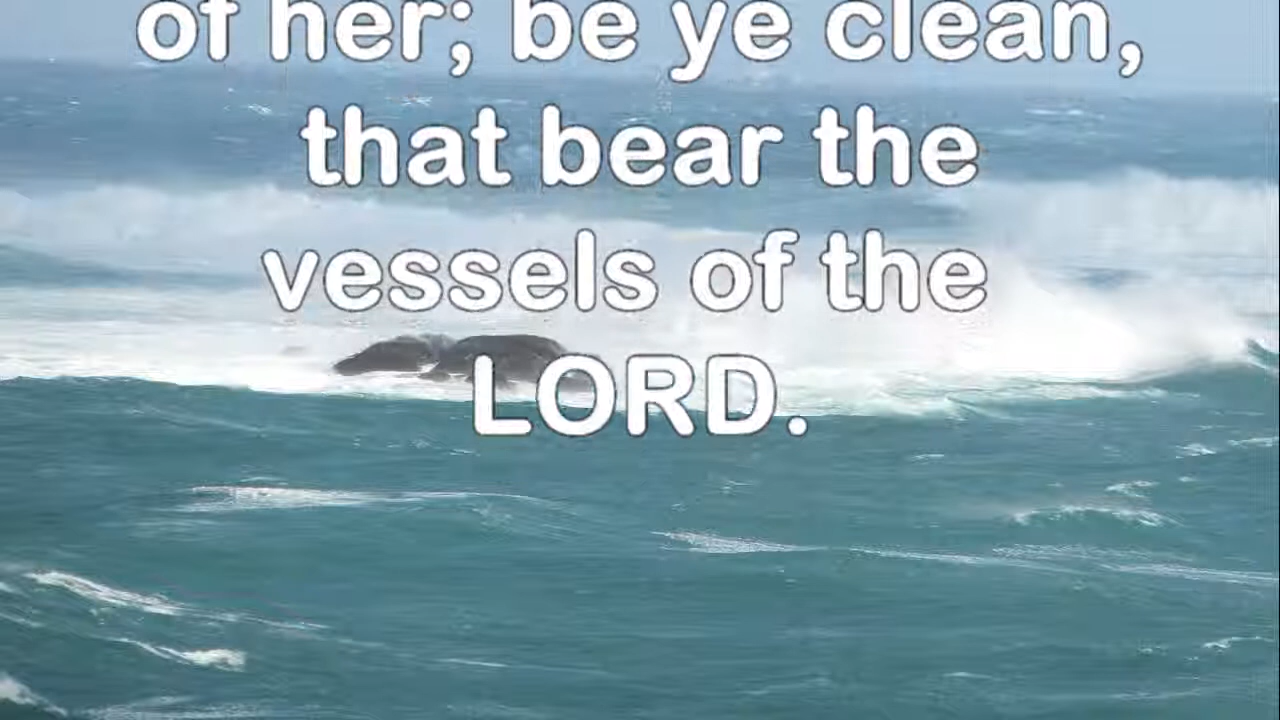 of her; be ye clean,
that bear the
vessels of the
LORD.